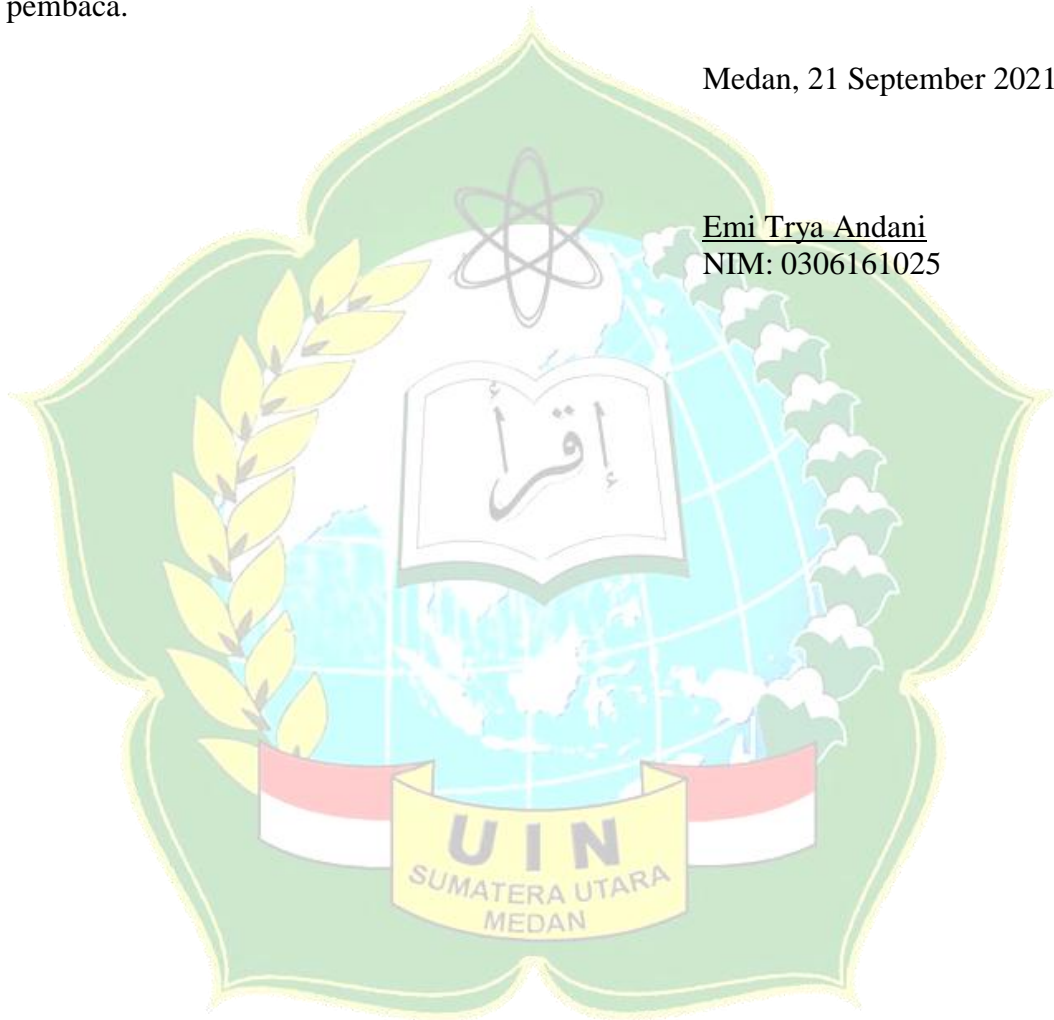 pembaca.
Medan, 21 September 2021
Emi Trya Andani
NIM: 0306161025
إقرأ
UIN
SUMATERA UTARA
MEDAN